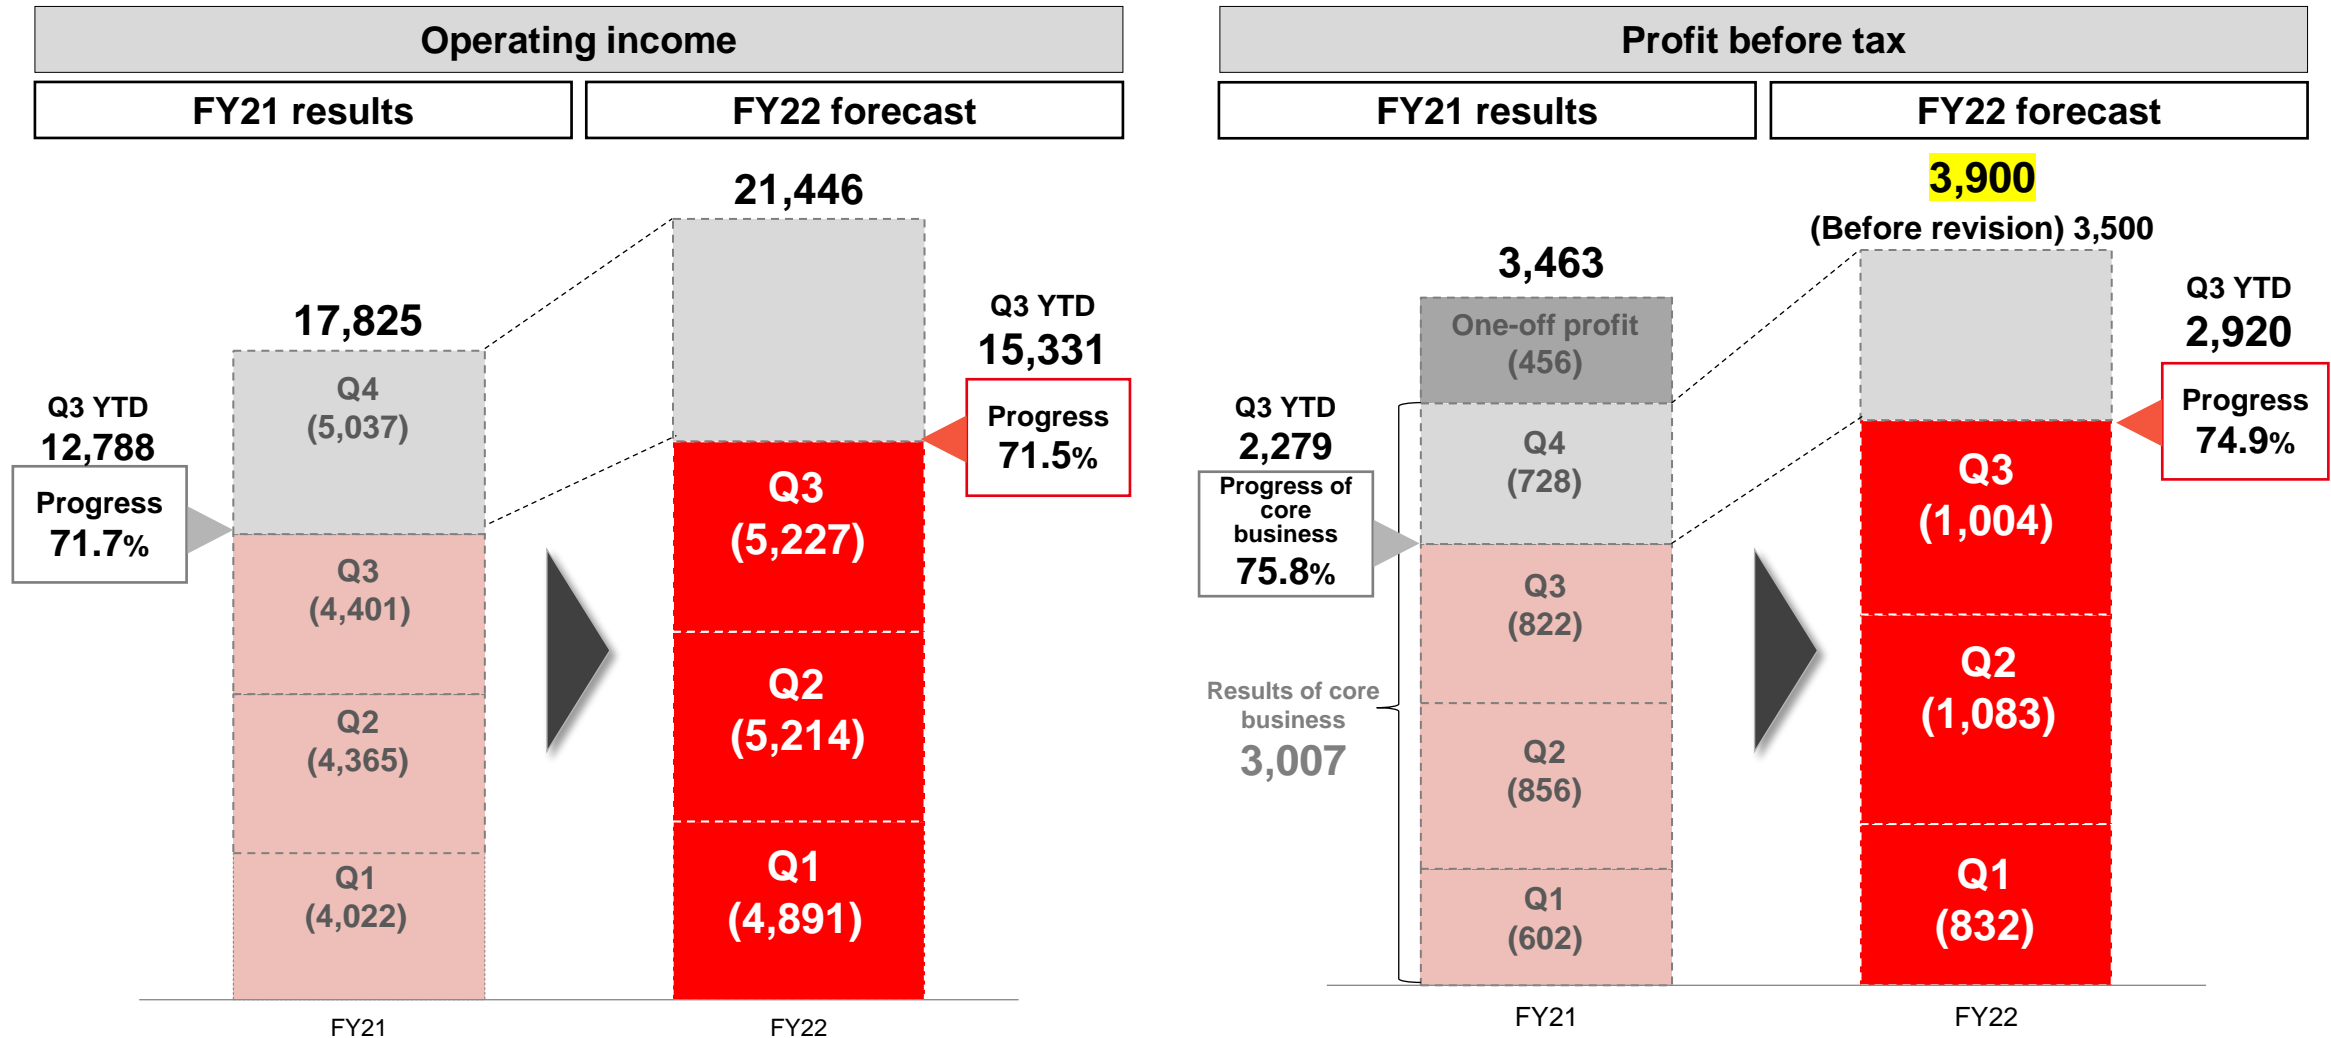 Operating income
FY21 results
FY22 forecast
21,446
17,825
Q3 YTD
15,331
Progress
71.5%
Q3 YTD
12,788
Progress
71.7%
Q4
(5,037)
Q3
(4,401)
Q2
(4,365)
Q1
(4,022)
Q3
(5,227)
Q2
(5,214)
Q1
(4,891)
FY21
FY22
Profit before tax
FY21 results
FY22 forecast
3,900
(Before revision) 3,500
3,463
Q3 YTD
2,920
Progress
74.9%
One-off profit
(456)
Q3 YTD
2,279
Progress of
core
business
75.8%
Results of core
business
3,007
Q4
(728)
Q3
(822)
Q2
(856)
Q1
(602)
Q3
(1,004)
Q2
(1,083)
Q1
(832)
FY21
FY22